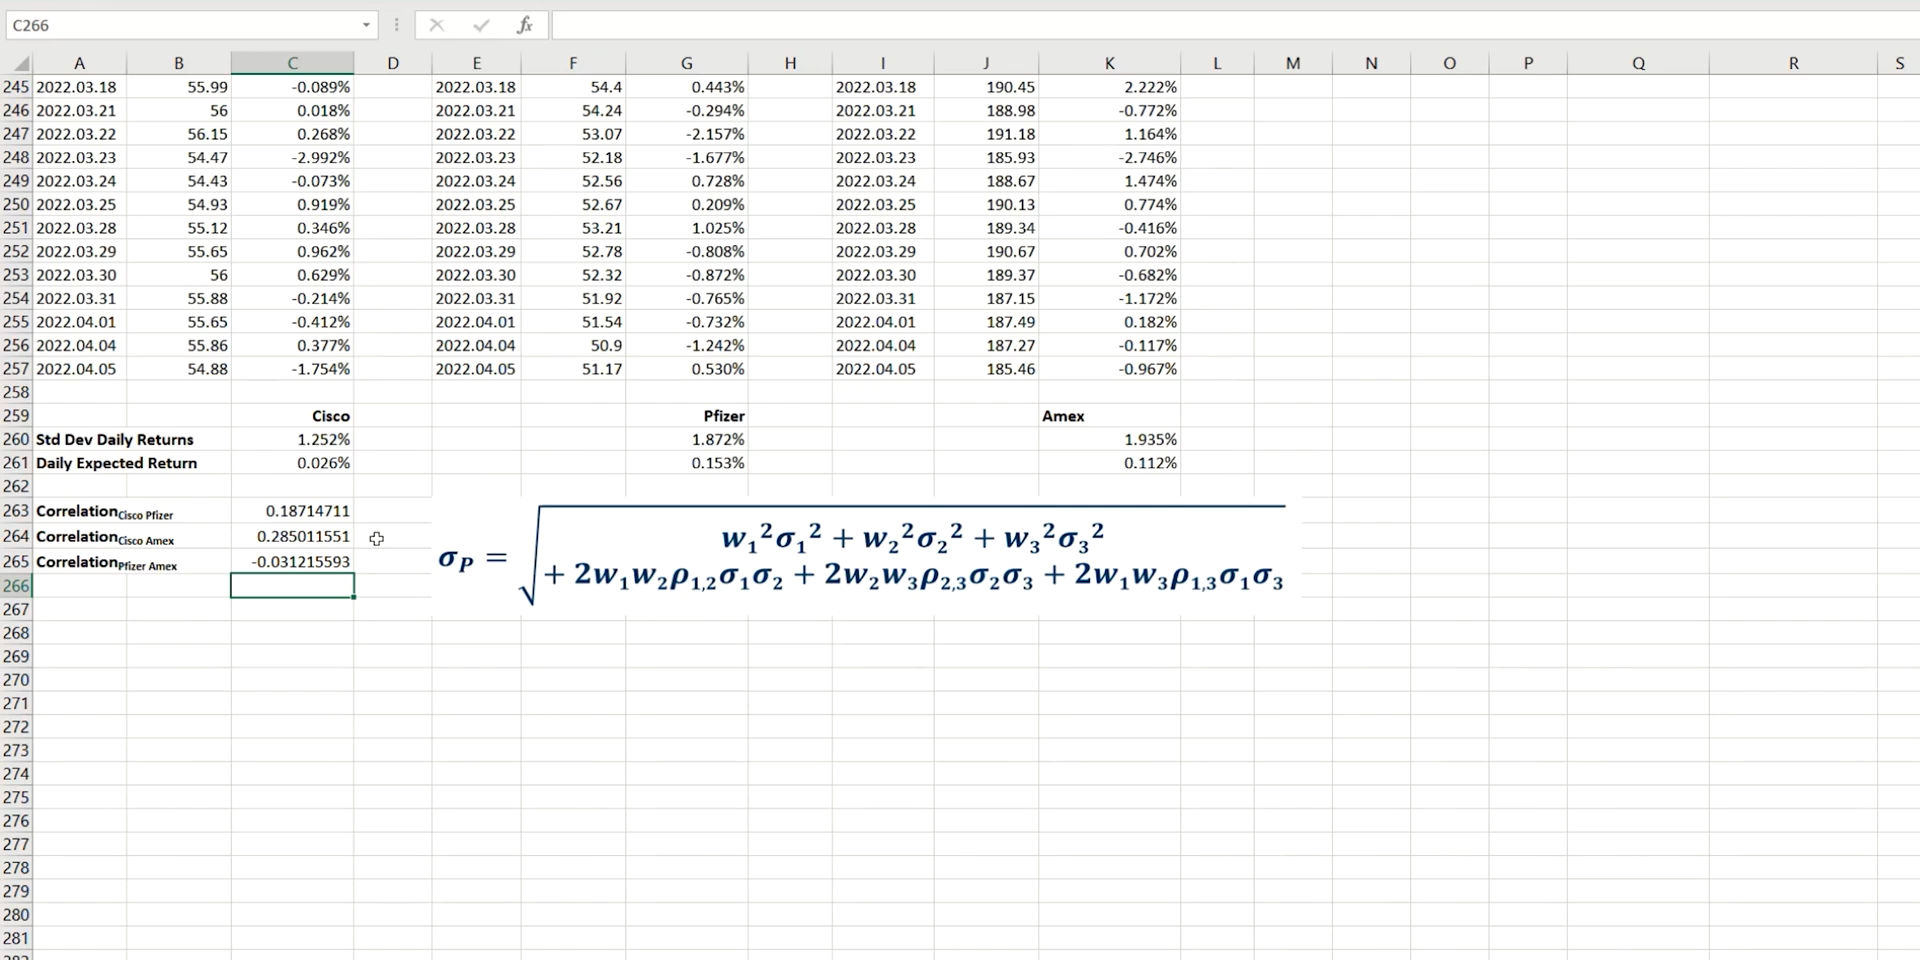 C266 fx
A B C D E F G H I J K L M N O P Q R S
245 2022.03.18 55.99 -0.089% 2022.03.18 54.4 0.443% 2022.03.18 190.45 2.222%
246 2022.03.21 56 0.018% 2022.03.21 54.24 -0.294% 2022.03.21 188.98 -0.772%
247 2022.03.22 56.15 0.268% 2022.03.22 53.07 -2.157% 2022.03.22 191.18 1.164%
248 2022.03.23 54.47 -2.992% 2022.03.23 52.18 -1.677% 2022.03.23 185.93 -2.746%
249 2022.03.24 54.43 -0.073% 2022.03.24 52.56 0.728% 2022.03.24 188.67 1.474%
250 2022.03.25 54.93 0.919% 2022.03.25 52.67 0.209% 2022.03.25 190.13 0.774%
251 2022.03.28 55.12 0.346% 2022.03.28 53.21 1.025% 2022.03.28 189.34 -0.416%
252 2022.03.29 55.65 0.962% 2022.03.29 52.78 -0.808% 2022.03.29 190.67 0.702%
253 2022.03.30 56 0.629% 2022.03.30 52.32 -0.872% 2022.03.30 189.37 -0.682%
254 2022.03.31 55.88 -0.214% 2022.03.31 51.92 -0.765% 2022.03.31 187.15 -1.172%
255 2022.04.01 55.65 -0.412% 2022.04.01 51.54 -0.732% 2022.04.01 187.49 0.182%
256 2022.04.04 55.86 0.377% 2022.04.04 50.9 -1.242% 2022.04.04 187.27 -0.117%
257 2022.04.05 54.88 -1.754% 2022.04.05 51.17 0.530% 2022.04.05 185.46 -0.967%
258
259 Cisco Pfizer Amex
260 Std Dev Daily Returns 1.252% 1.872% 1.935%
261 Daily Expected Return 0.026% 0.153% 0.112%
262
263 Correlation Cisco Pfizer 0.18714711
264 Correlation Cisco Amex 0.285011551
265 Correlation Pfizer Amex -0.031215593
σP = √ w₁²σ₁² + w₂²σ₂² + w₃²σ₃²
+ 2w₁w₂ρ₁,₂σ₁σ₂ + 2w₂w₃ρ₂,₃σ₂σ₃ + 2w₁w₃ρ₁,₃σ₁σ₃
266
267
268
269
270
271
272
273
274
275
276
277
278
279
280
281